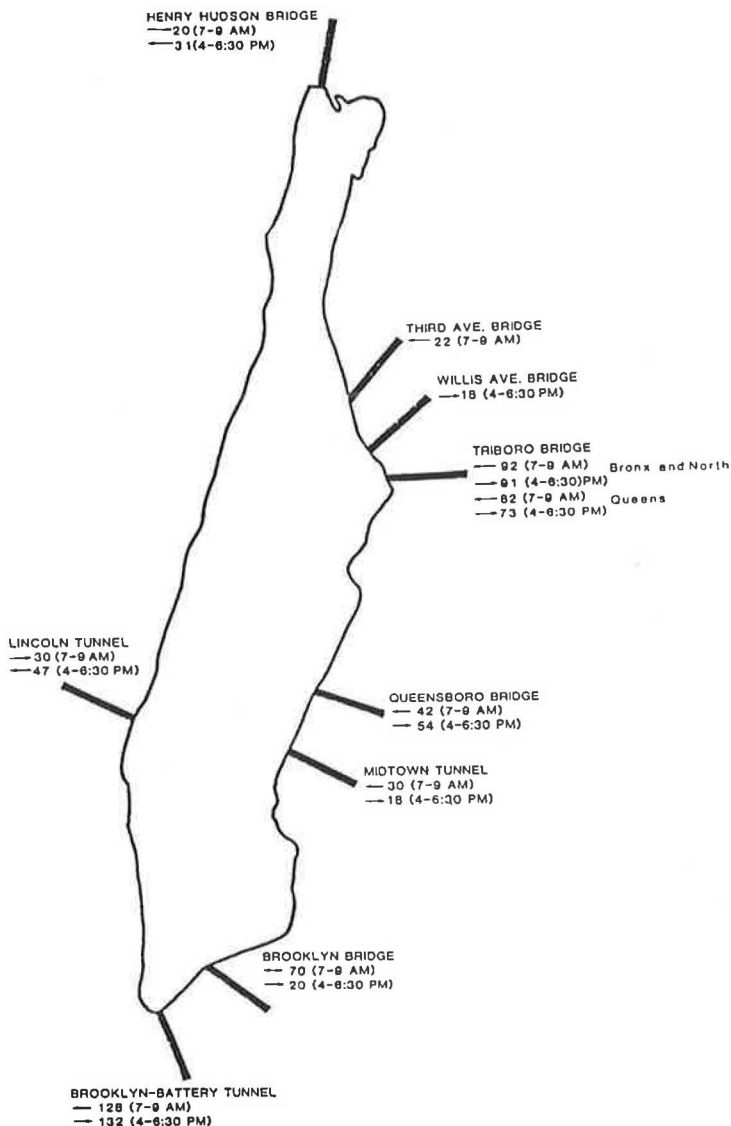 HENRY HUDSON BRIDGE
→20 (7-9 AM)
←31(4-6:30 PM)
THIRD AVE. BRIDGE
← 22 (7-9 AM)
WILLIS AVE. BRIDGE
→18 (4-6:30 PM)
TRIBORO BRIDGE
← 92 (7-9 AM) Bronx and North
→91 (4-6:30)PM)
←62 (7-9 AM) Queens
→73 (4-6:30 PM)
LINCOLN TUNNEL
→30 (7-9 AM)
←47 (4-6:30 PM)
QUEENSBORO BRIDGE
← 42 (7-9 AM)
→ 54 (4-6:30 PM)
MIDTOWN TUNNEL
← 30 (7-9 AM)
→18 (4-6:30 PM)
BROOKLYN BRIDGE
← 70 (7-9 AM)
→ 20 (4-6:30 PM)
BROOKLYN-BATTERY TUNNEL
← 128 (7-9 AM)
→ 132 (4-6:30 PM)